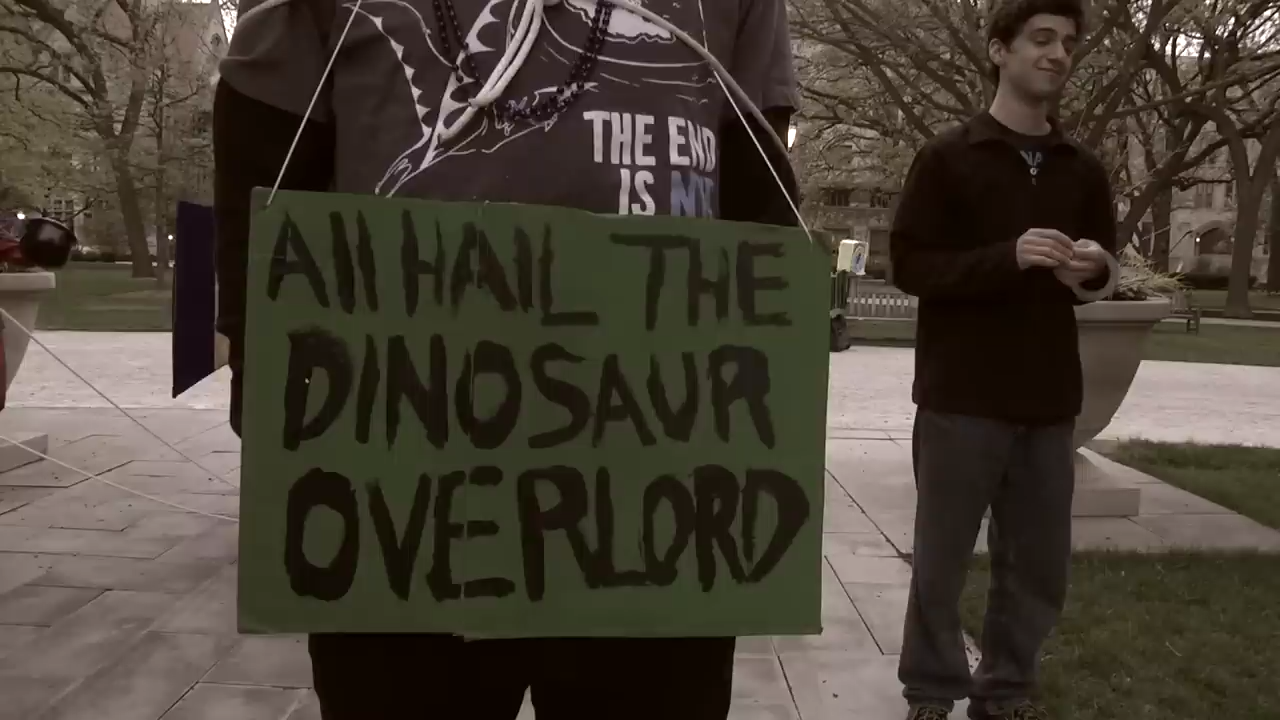 THE END
IS
All HAIL THE
DINOSAUR
OVERLORD